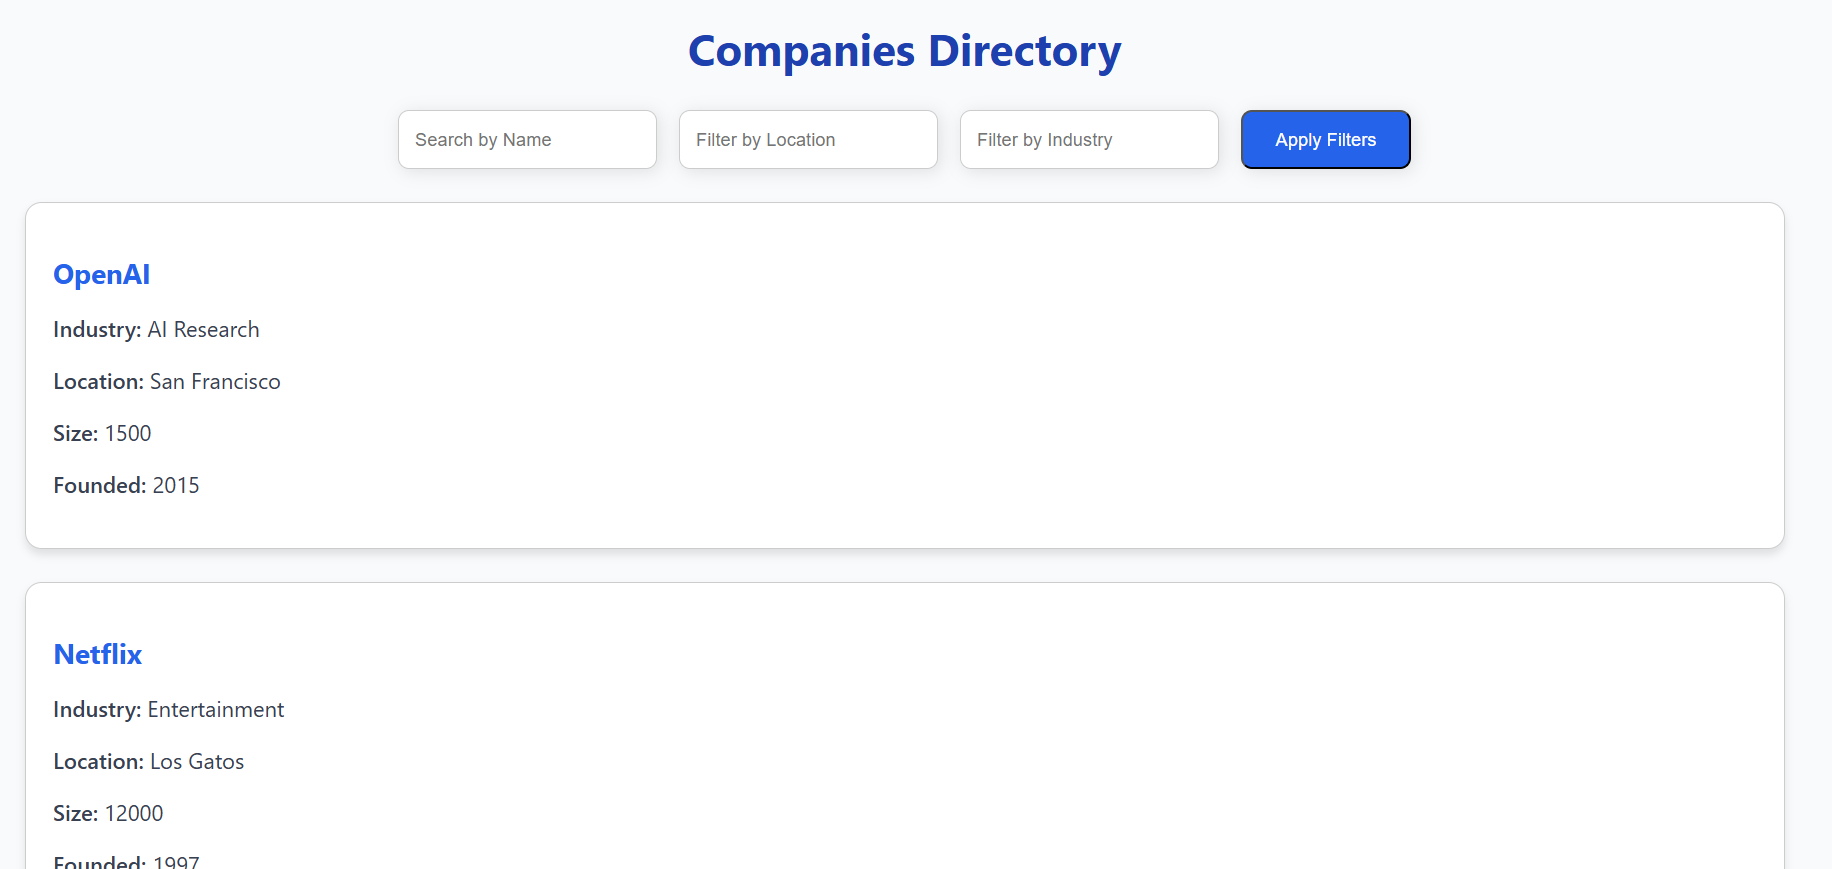 Companies Directory
Search by Name
Filter by Location
Filter by Industry
Apply Filters
OpenAI
Industry: AI Research
Location: San Francisco
Size: 1500
Founded: 2015
Netflix
Industry: Entertainment
Location: Los Gatos
Size: 12000
Founded: 1997